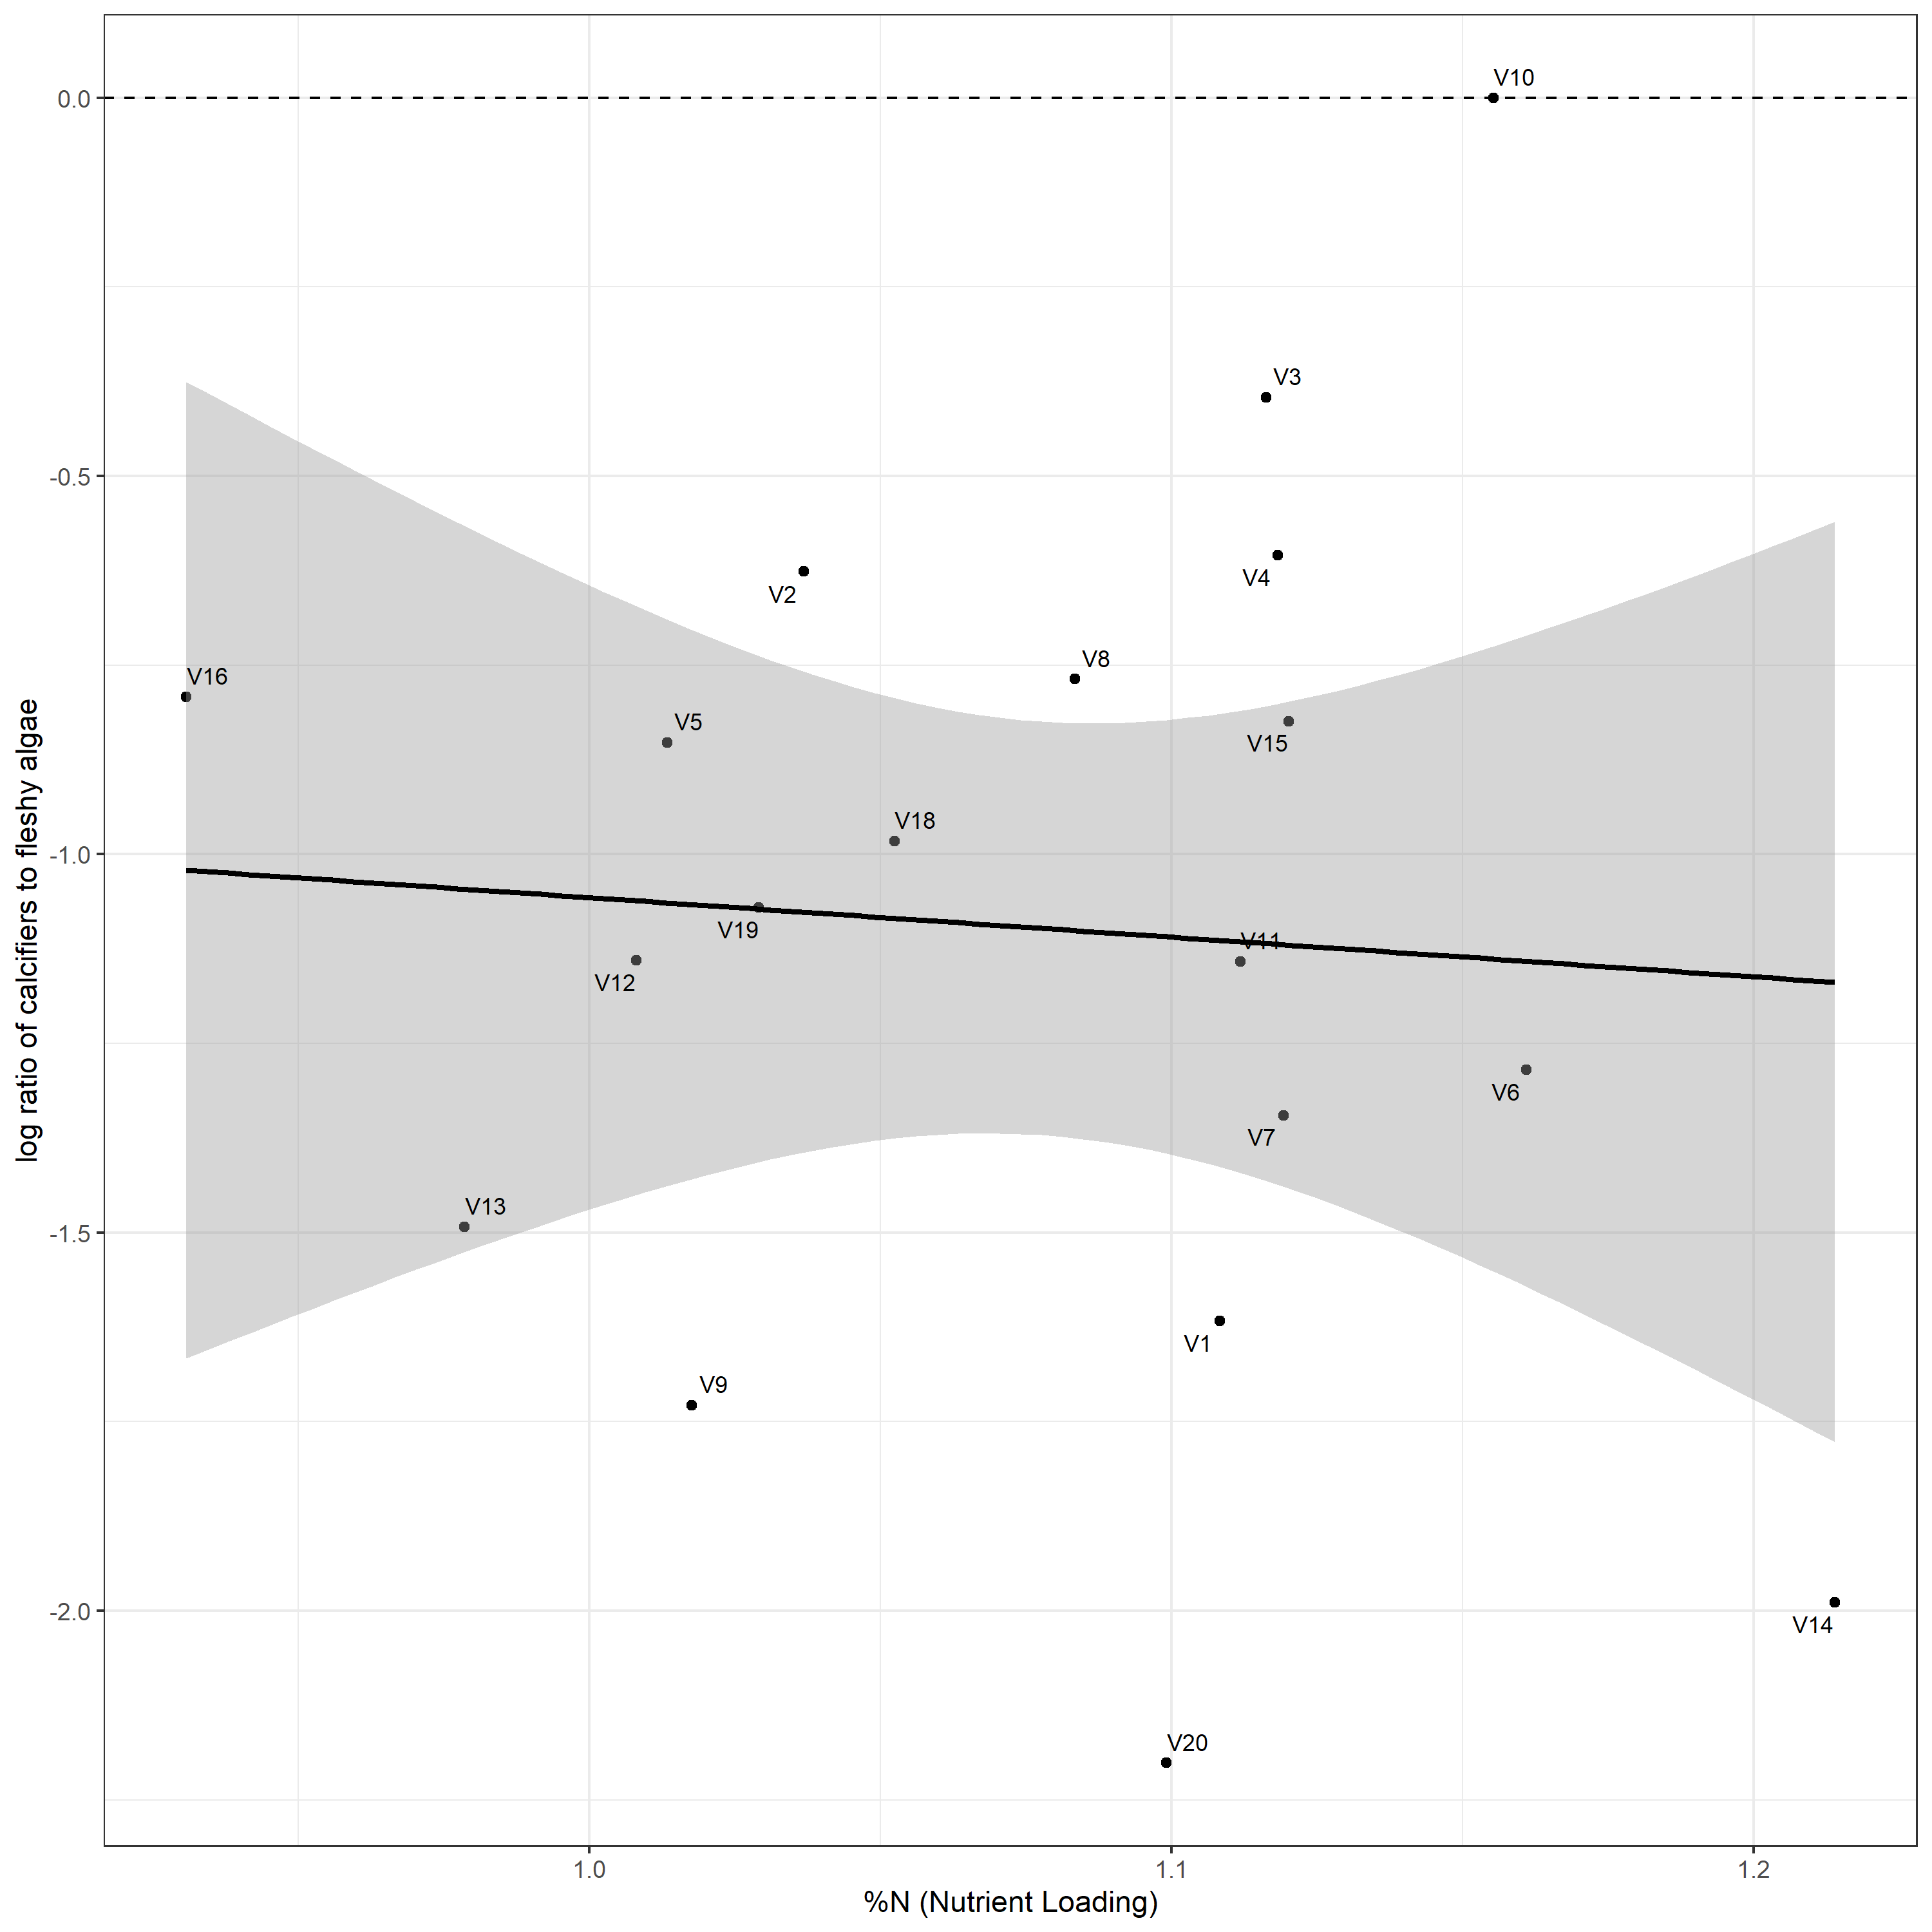 V10
0.0
V3
-0.5
V4
V2
V8
V16
V5
V15
V18
-1.0
V19
V11
V12
V6
V7
V13
-1.5
V1
V9
-2.0
V14
V20
1.0
1.1
1.2
%N (Nutrient Loading)
log ratio of calcifiers to fleshy algae